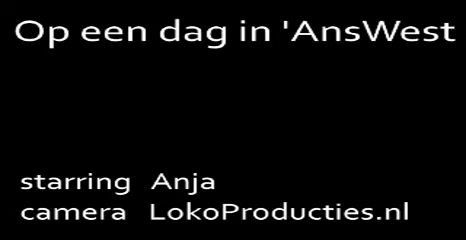 Op een dag in 'AnsWest
starring Anja
camera LokoProducties.nl